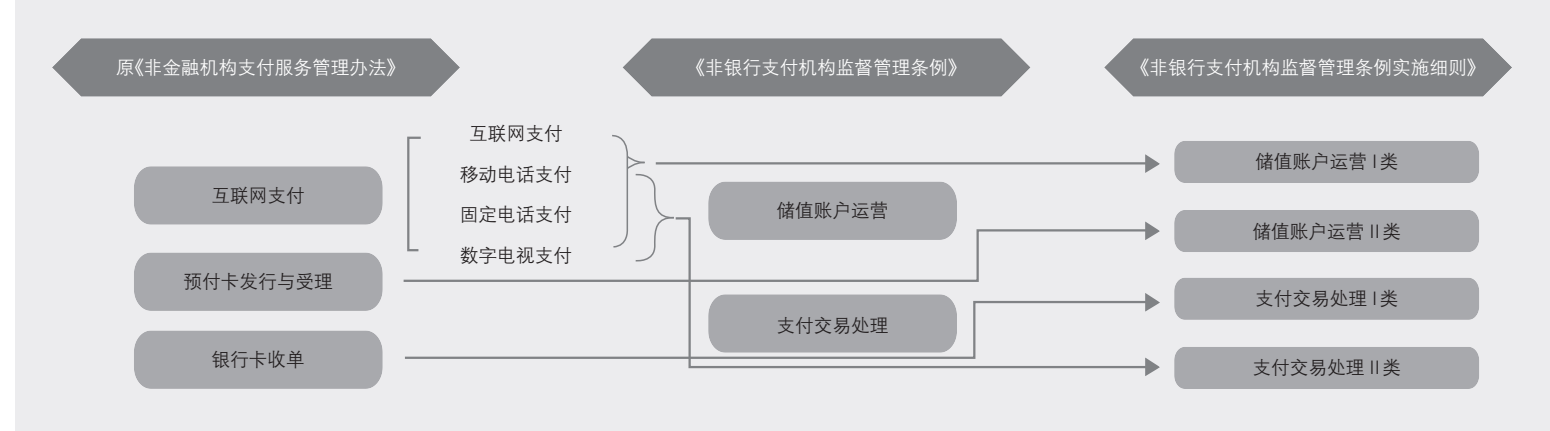 原《非金融机构支付服务管理办法》
《非银行支付机构监督管理条例》
《非银行支付机构监督管理条例实施细则》
互联网支付
预付卡发行与受理
银行卡收单
互联网支付
移动电话支付
固定电话支付
数字电视支付
储值账户运营
支付交易处理
储值账户运营 I 类
储值账户运营 II 类
支付交易处理 I 类
支付交易处理 II 类